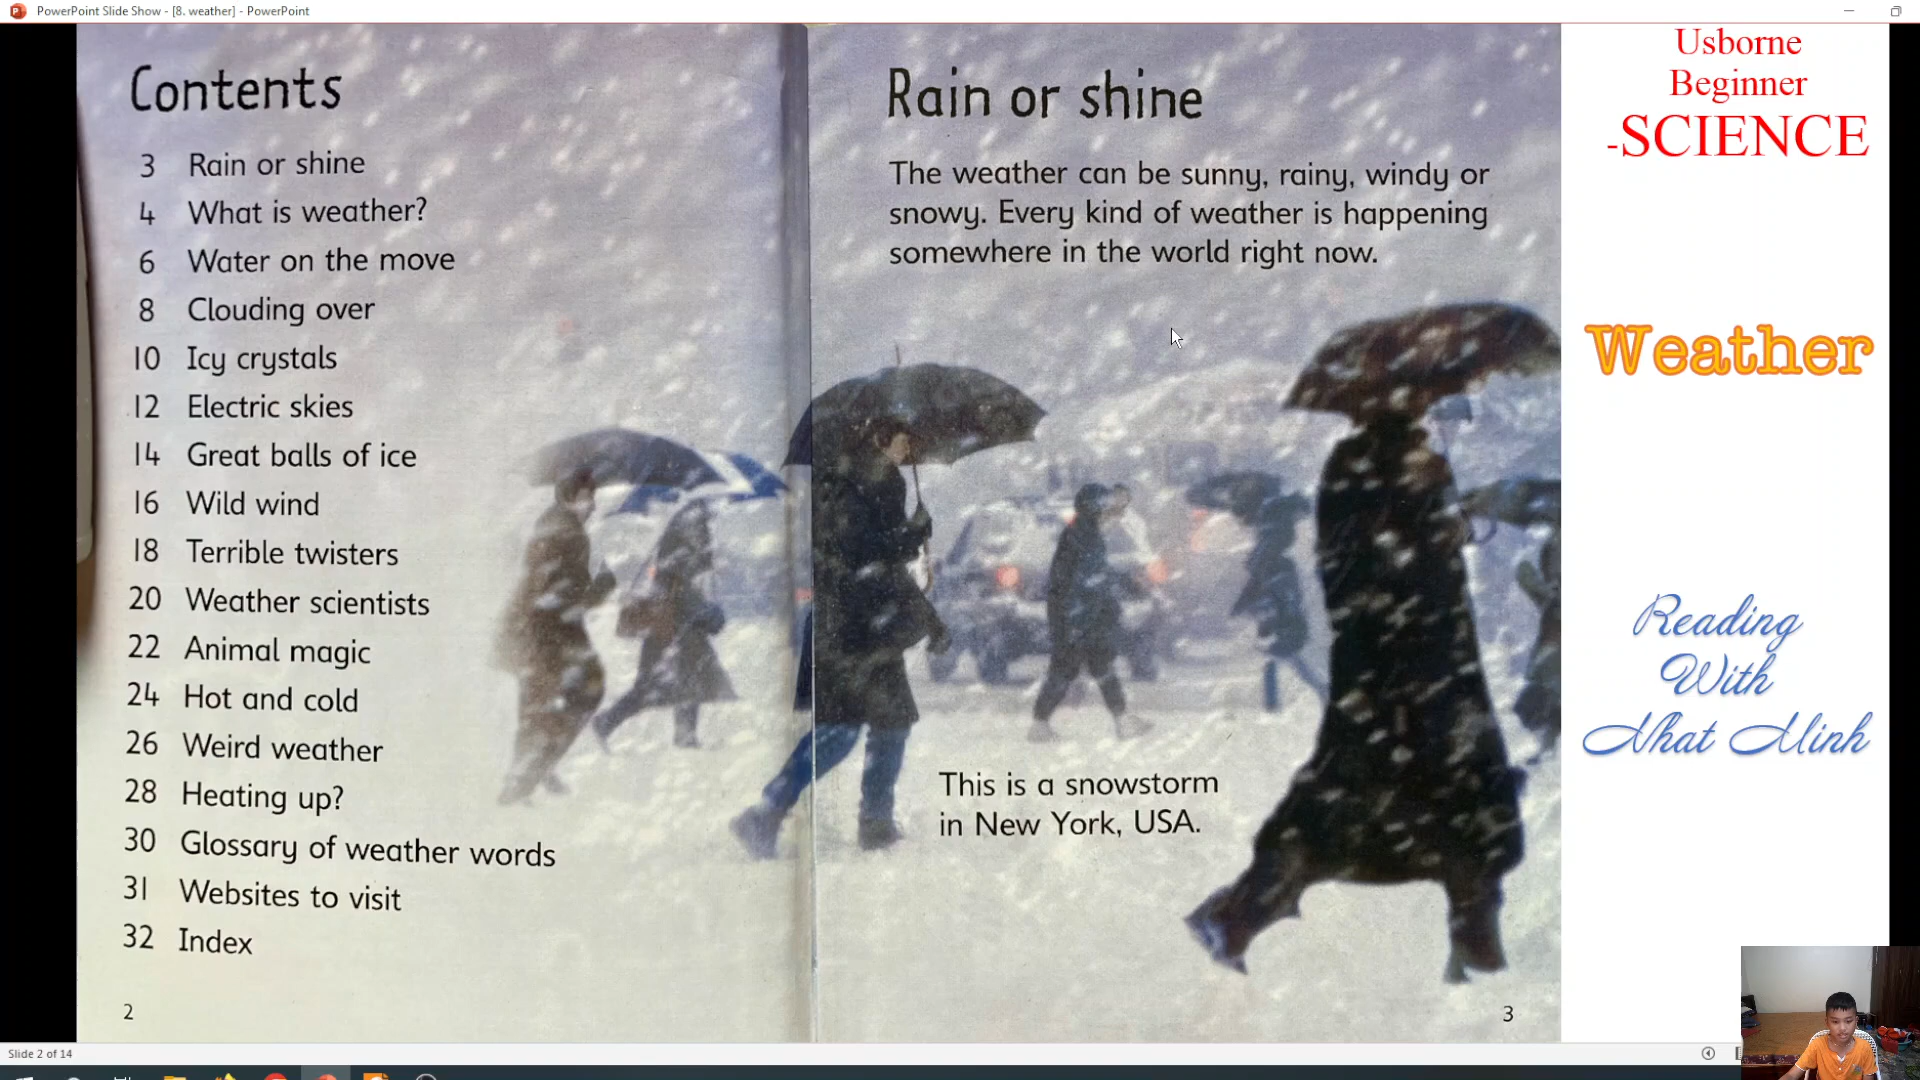 PowerPoint Slide Show - [8. weather] - PowerPoint
Contents
3 Rain or shine
4 What is weather?
6 Water on the move
8 Clouding over
10 Icy crystals
12 Electric skies
14 Great balls of ice
16 Wild wind
18 Terrible twisters
20 Weather scientists
22 Animal magic
24 Hot and cold
26 Weird weather
28 Heating up?
30 Glossary of weather words
31 Websites to visit
32 Index
2
Rain or shine
The weather can be sunny, rainy, windy or
snowy. Every kind of weather is happening
somewhere in the world right now.
This is a snowstorm
in New York, USA.
3
Usborne
Beginner
-SCIENCE
Weather
Reading
With
Nhat Minh
Slide 2 of 14